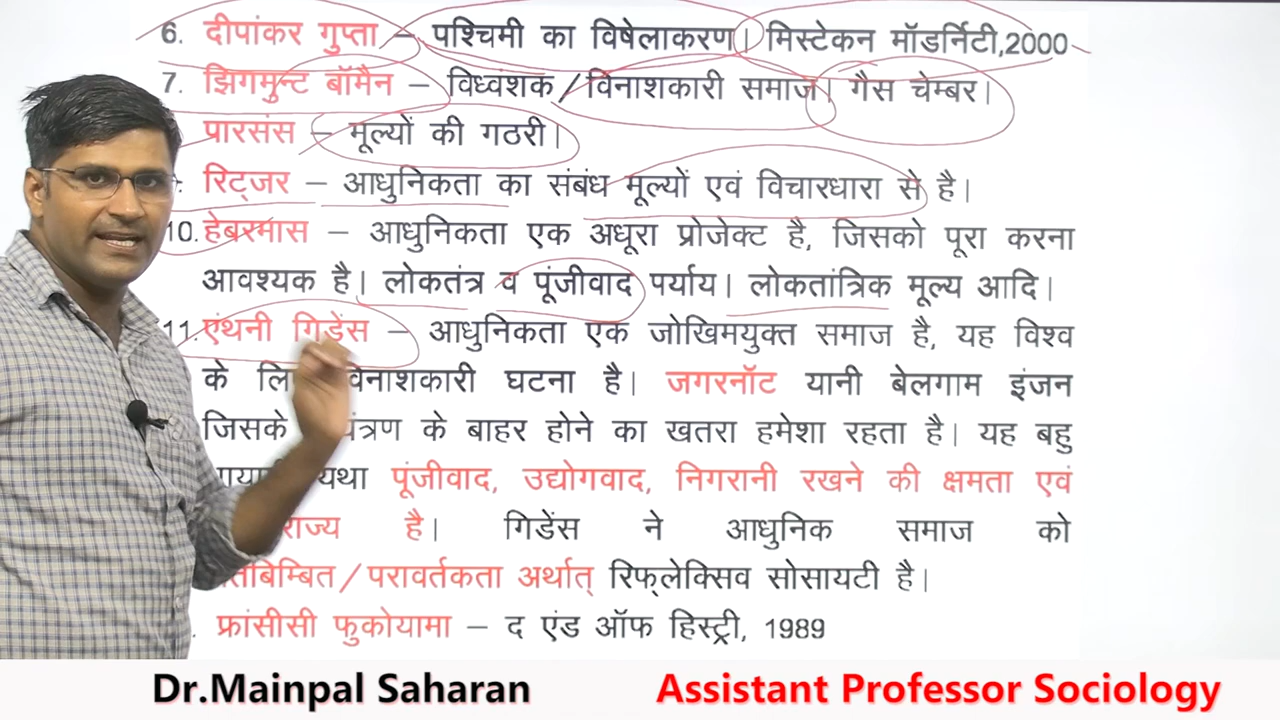 6. दीपांकर गुप्ता – पश्चिमी का विषेलाकरण। मिस्टेकन मॉडर्निटी,2000
7. झिगमुन्ट बॉमैन – विध्वंशक/विनाशकारी समाज। गैस चेम्बर।
पारसंस – मूल्यों की गठरी।
रिट्जर – आधुनिकता का संबंध मूल्यों एवं विचारधारा से है।
10. हेबरमास – आधुनिकता एक अधूरा प्रोजेक्ट है, जिसको पूरा करना
आवश्यक है। लोकतंत्र व पूंजीवाद पर्याय। लोकतांत्रिक मूल्य आदि।
11. एंथनी गिडेंस – आधुनिकता एक जोखिमयुक्त समाज है, यह विश्व
के विनाशकारी घटना है। जगरनॉट यानी बेलगाम इंजन
जिसके के बाहर होने का खतरा हमेशा रहता है। यह बहु
यथा पूंजीवाद, उद्योगवाद, निगरानी रखने की क्षमता एवं
राज्य है। गिडेंस ने आधुनिक समाज को
परावर्तकता अर्थात् रिफ्लेक्सिव सोसायटी है।
फ्रांसीसी फुकोयामा – द एंड ऑफ हिस्ट्री, 1989
Dr.Mainpal Saharan Assistant Professor Sociology